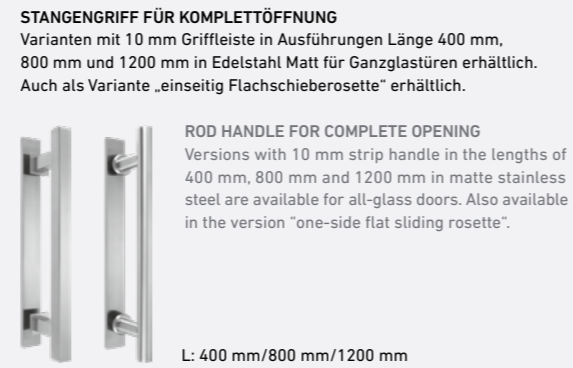 STANGENGRIFF FÜR KOMPLETTÖFFNUNG
Varianten mit 10 mm Griffleiste in Ausführungen Länge 400 mm,
800 mm und 1200 mm in Edelstahl Matt für Ganzglastüren erhältlich.
Auch als Variante „einseitig Flachschieberosette“ erhältlich.
ROD HANDLE FOR COMPLETE OPENING
Versions with 10 mm strip handle in the lengths of
400 mm, 800 mm and 1200 mm in matte stainless
steel are available for all-glass doors. Also available
in the version “one-side flat sliding rosette“.
L: 400 mm/800 mm/1200 mm